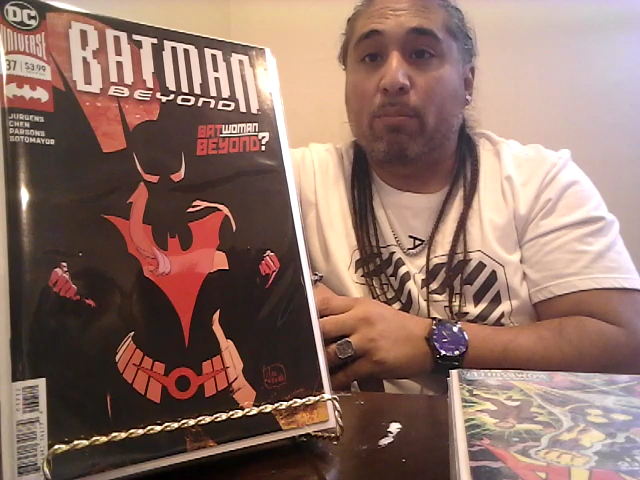 DC
UNIVERSE
37 $3.99
BATMAN
BEYOND
JURGENS
CHEN
PARSONS
SOTOMAYOR
BATWOMAN
BEYOND?
A